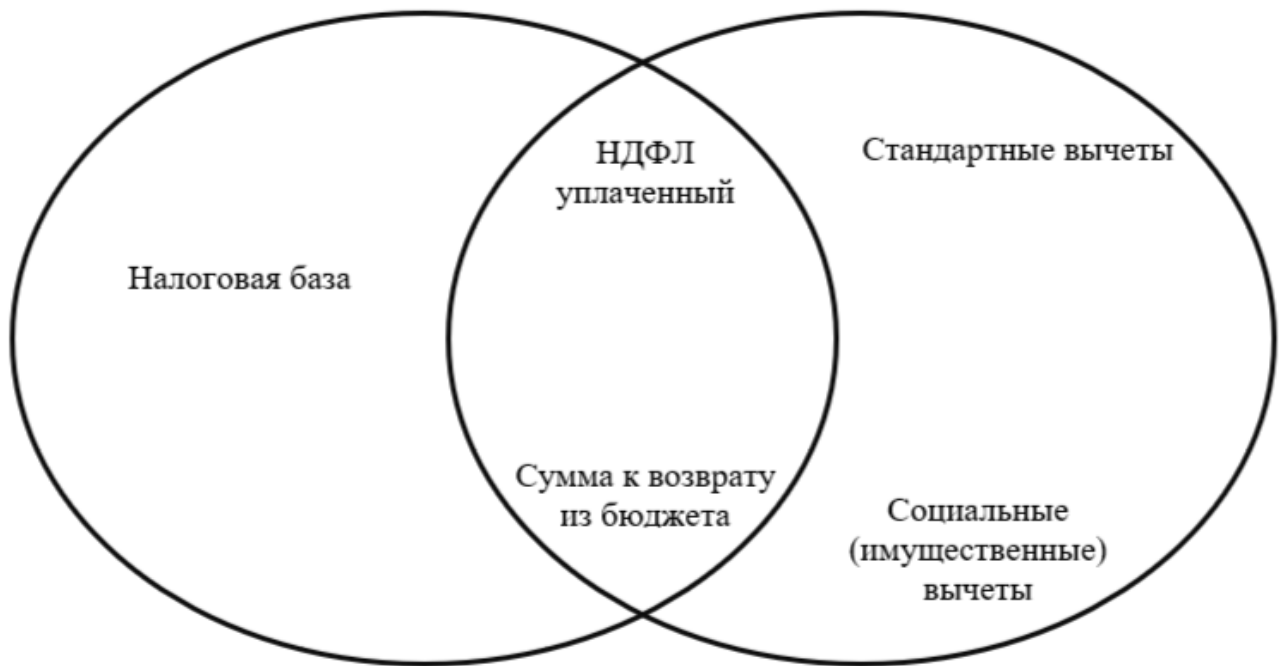 Налоговая база
НДФЛ
уплаченный
Сумма к возврату
из бюджета
Стандартные вычеты
Социальные
(имущественные)
вычеты